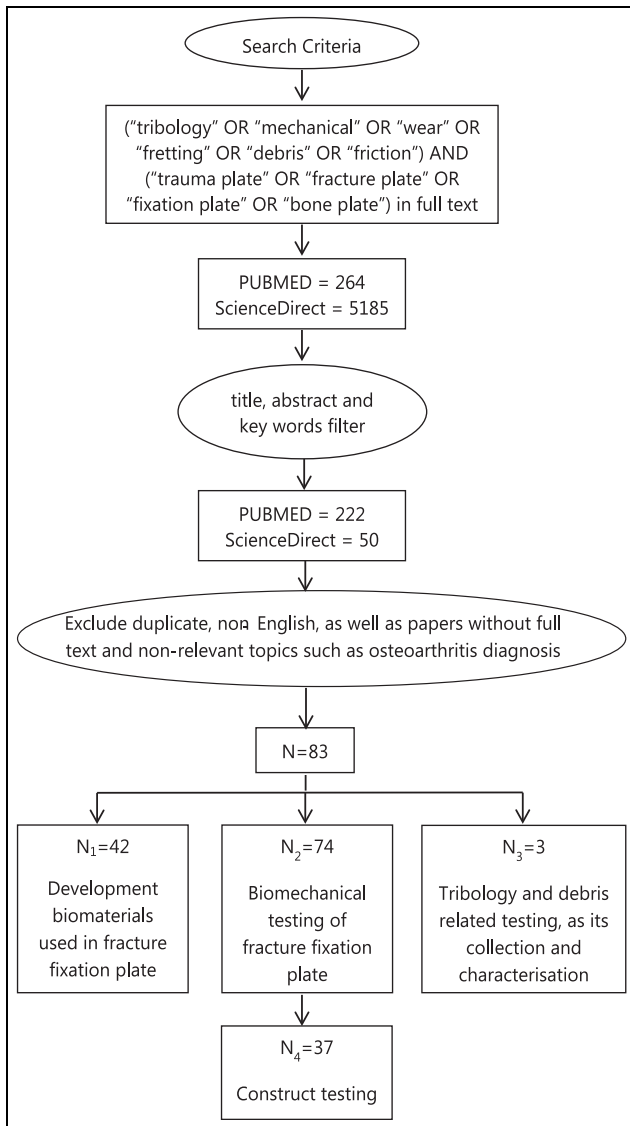 Search Criteria
(“tribology” OR “mechanical” OR “wear” OR
“fretting” OR “debris” OR “friction”) AND
(“trauma plate” OR “fracture plate” OR
“fixation plate” OR “bone plate”) in full text
PUBMED = 264
ScienceDirect = 5185
title, abstract and
key words filter
PUBMED = 222
ScienceDirect = 50
Exclude duplicate, non English, as well as papers without full
text and non-relevant topics such as osteoarthritis diagnosis
N=83
N1=42
Development
biomaterials
used in fracture
fixation plate
N2=74
Biomechanical
testing of
fracture fixation
plate
N3=3
Tribology and debris
related testing, as its
collection and
characterisation
N4=37
Construct testing